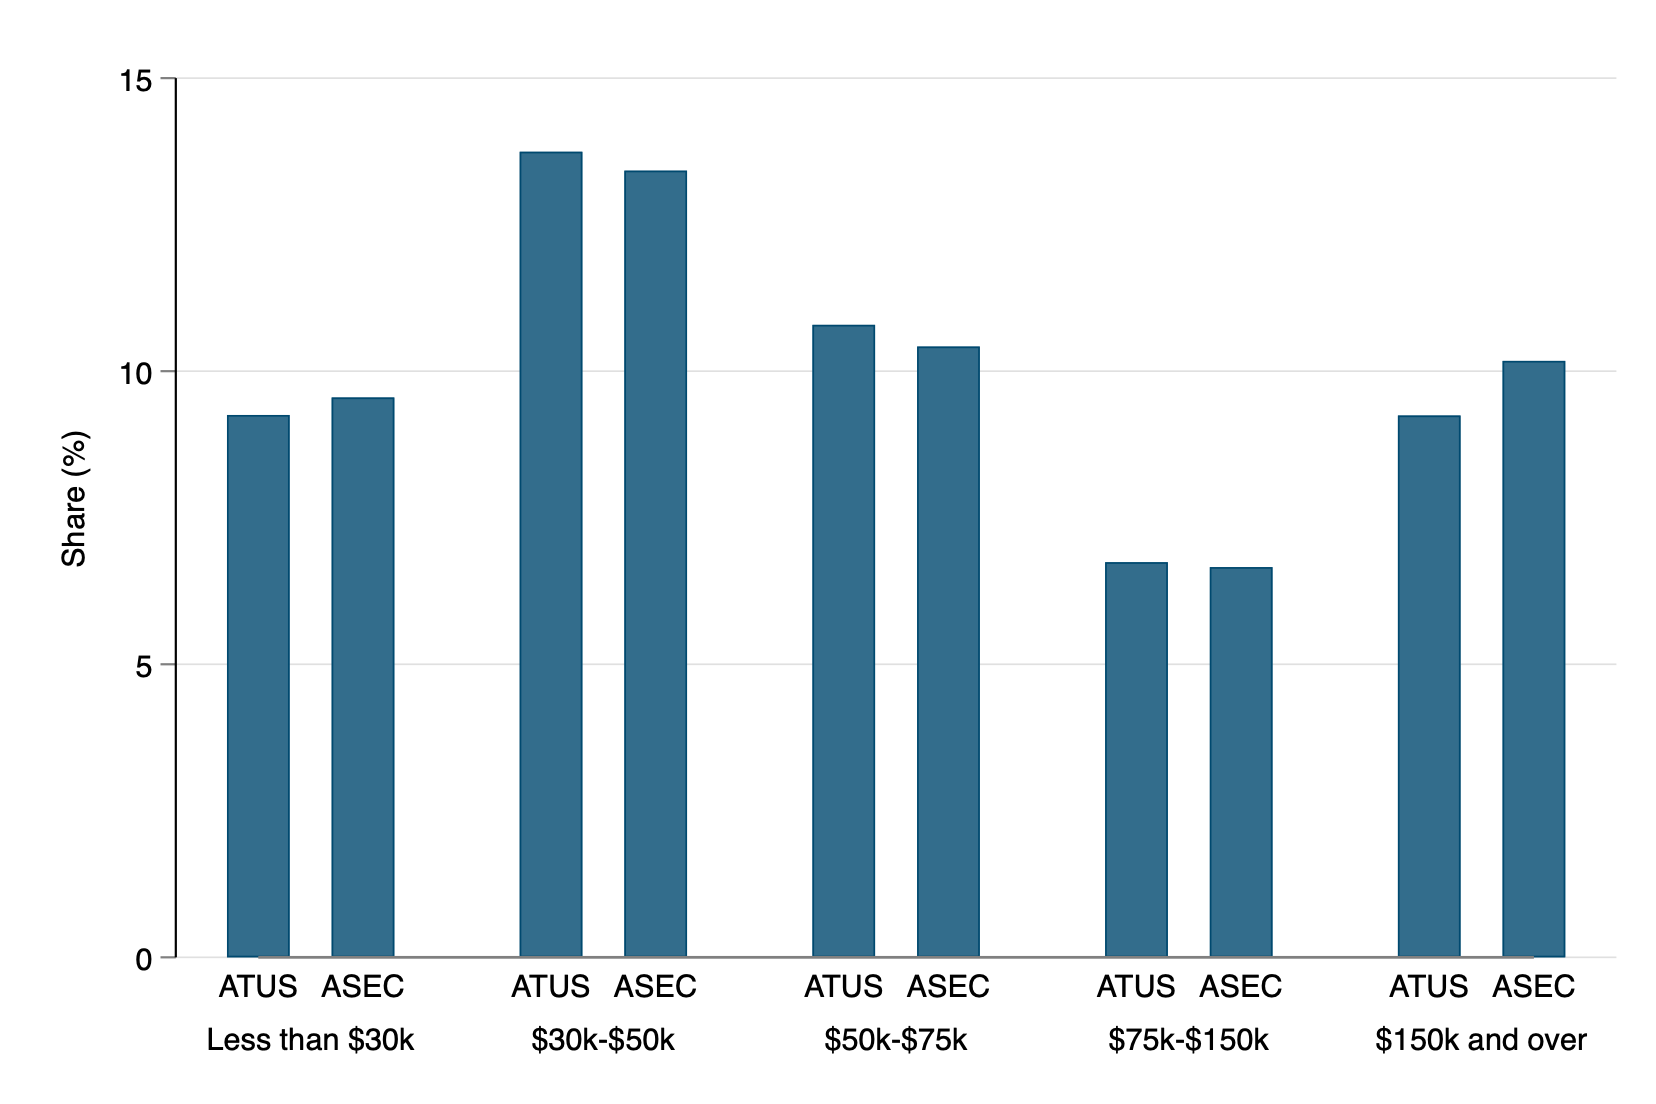 15
10
5
0
Share (%)
ATUS ASEC ATUS ASEC ATUS ASEC ATUS ASEC ATUS ASEC
Less than $30k $30k-$50k $50k-$75k $75k-$150k $150k and over